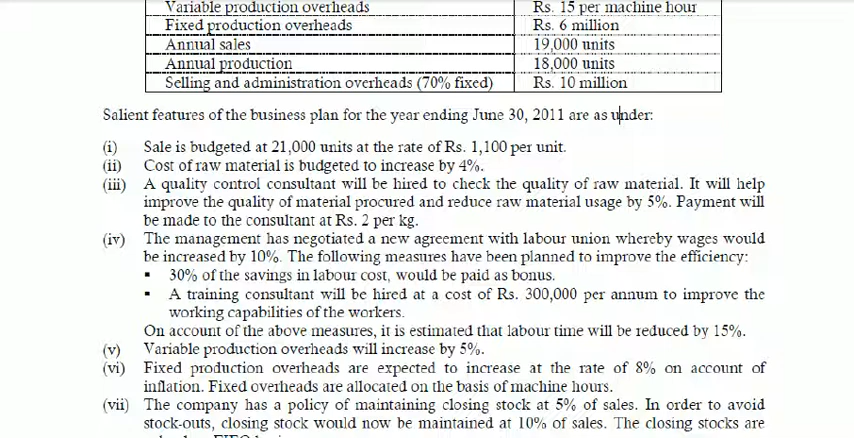 Variable production overheads Rs. 15 per machine hour
Fixed production overheads Rs. 6 million
Annual sales 19,000 units
Annual production 18,000 units
Selling and administration overheads (70% fixed) Rs. 10 million
Salient features of the business plan for the year ending June 30, 2011 are as under:
(i) Sale is budgeted at 21,000 units at the rate of Rs. 1,100 per unit.
(ii) Cost of raw material is budgeted to increase by 4%.
(iii) A quality control consultant will be hired to check the quality of raw material. It will help
improve the quality of material procured and reduce raw material usage by 5%. Payment will
be made to the consultant at Rs. 2 per kg.
(iv) The management has negotiated a new agreement with labour union whereby wages would
be increased by 10%. The following measures have been planned to improve the efficiency:
▪ 30% of the savings in labour cost, would be paid as bonus.
▪ A training consultant will be hired at a cost of Rs. 300,000 per annum to improve the
working capabilities of the workers.
On account of the above measures, it is estimated that labour time will be reduced by 15%.
(v) Variable production overheads will increase by 5%.
(vi) Fixed production overheads are expected to increase at the rate of 8% on account of
inflation. Fixed overheads are allocated on the basis of machine hours.
(vii) The company has a policy of maintaining closing stock at 5% of sales. In order to avoid
stock-outs, closing stock would now be maintained at 10% of sales. The closing stocks are